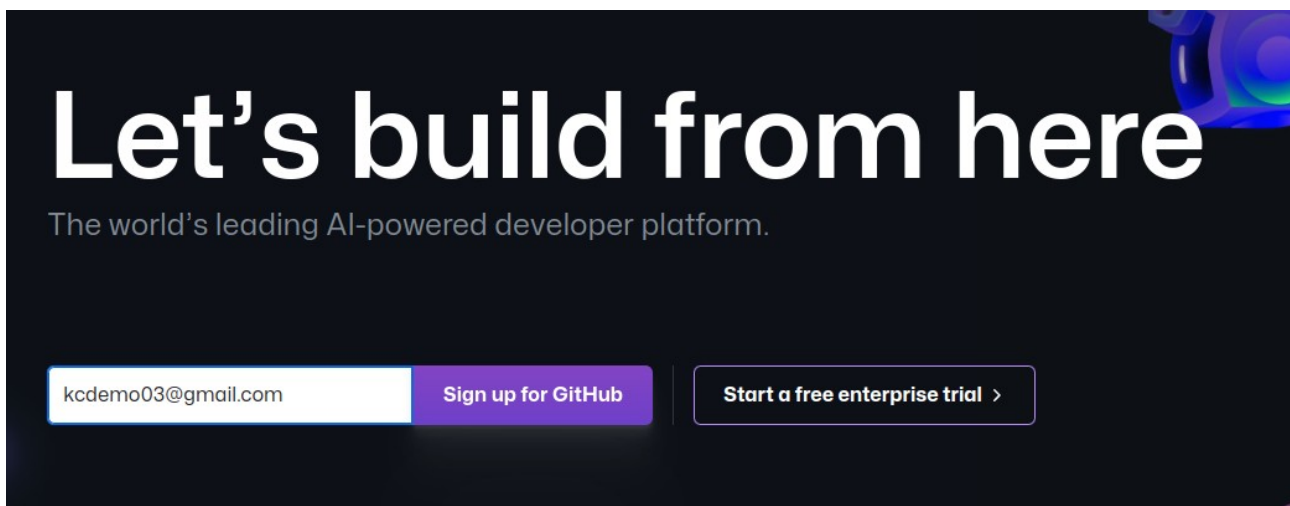 Let’s build from here
The world’s leading AI-powered developer platform.
kcdemo03@gmail.com Sign up for GitHub Start a free enterprise trial >